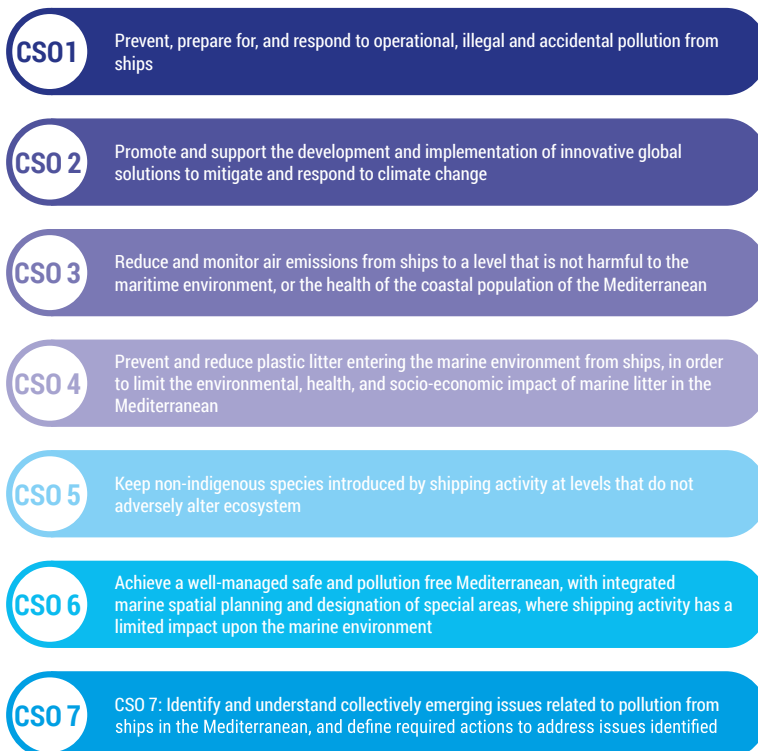 CSO1
Prevent, prepare for, and respond to operational, illegal and accidental pollution from
ships
CSO 2
Promote and support the development and implementation of innovative global
solutions to mitigate and respond to climate change
CSO 3
Reduce and monitor air emissions from ships to a level that is not harmful to the
maritime environment, or the health of the coastal population of the Mediterranean
CSO 4
Prevent and reduce plastic litter entering the marine environment from ships, in order
to limit the environmental, health, and socio-economic impact of marine litter in the
Mediterranean
CSO 5
Keep non-indigenous species introduced by shipping activity at levels that do not
adversely alter ecosystem
CSO 6
Achieve a well-managed safe and pollution free Mediterranean, with integrated
marine spatial planning and designation of special areas, where shipping activity has a
limited impact upon the marine environment
CSO 7
CSO 7: Identify and understand collectively emerging issues related to pollution from
ships in the Mediterranean, and define required actions to address issues identified